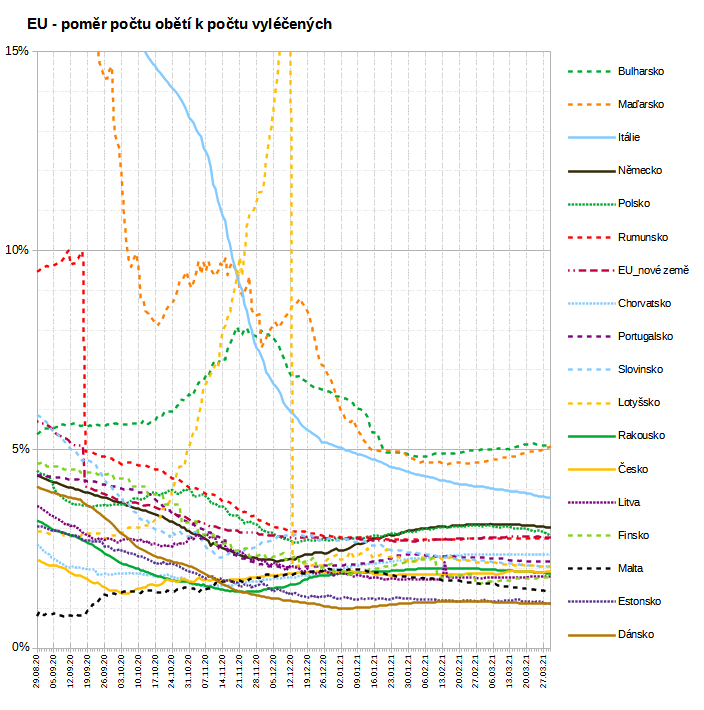 EU - poměr počtu obětí k počtu vyléčených
15%
10%
5%
0%
Bulharsko
Maďarsko
Itálie
Německo
Polsko
Rumunsko
EU_nové země
Chorvatsko
Portugalsko
Slovinsko
Lotyšsko
Rakousko
Česko
Litva
Finsko
Malta
Estonsko
Dánsko
29.08.20
05.09.20
12.09.20
19.09.20
26.09.20
03.10.20
10.10.20
17.10.20
24.10.20
31.10.20
07.11.20
14.11.20
21.11.20
28.11.20
05.12.20
12.12.20
19.12.20
26.12.20
02.01.21
09.01.21
16.01.21
23.01.21
30.01.21
06.02.21
13.02.21
20.02.21
27.02.21
06.03.21
13.03.21
20.03.21
27.03.21